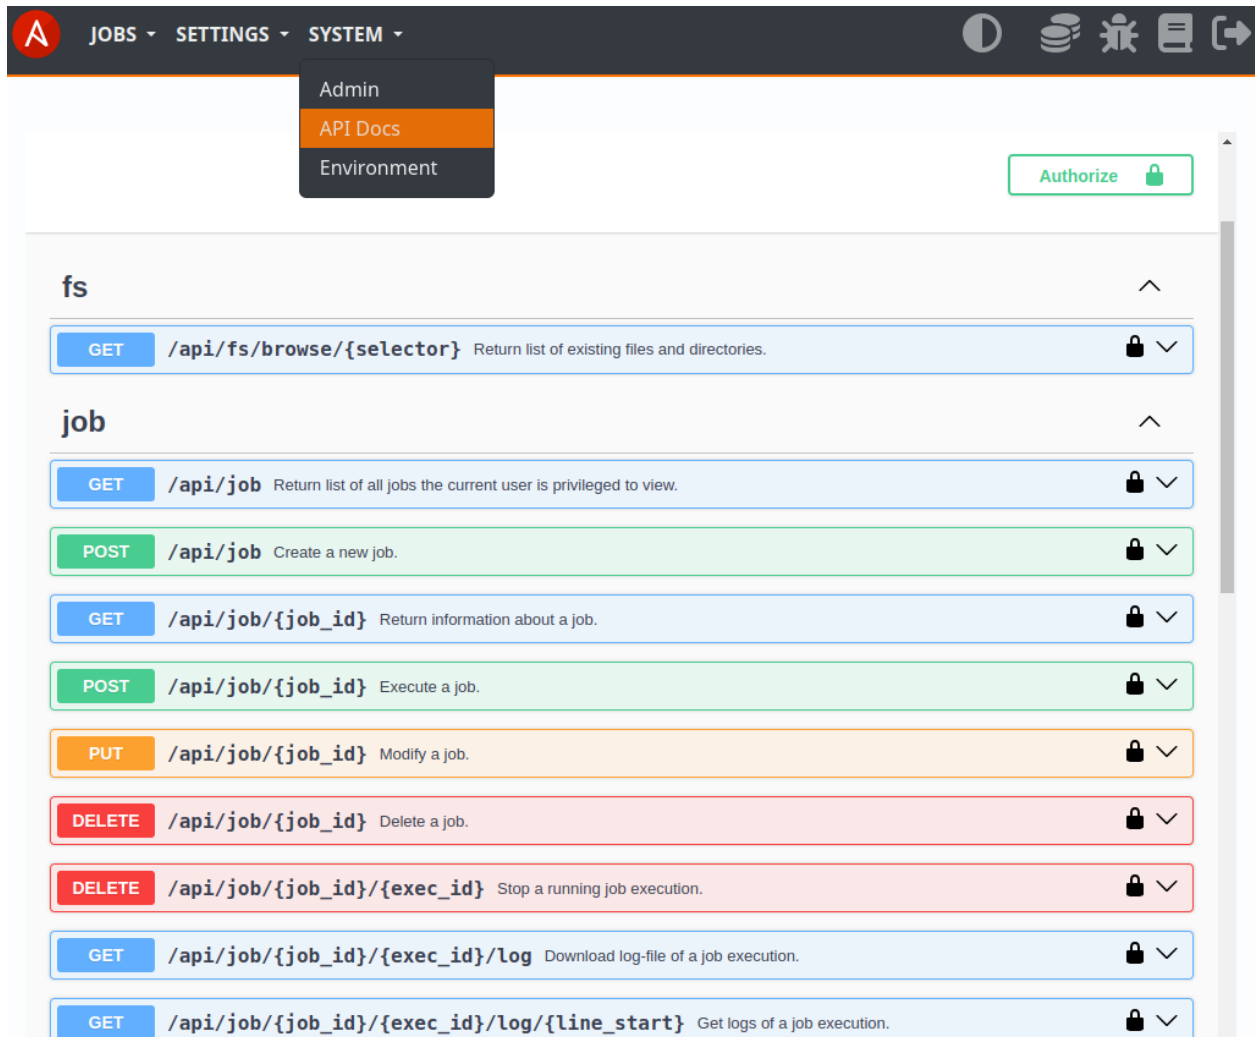 JOBS SETTINGS SYSTEM
Admin
API Docs
Environment
Authorize
fs
GET /api/fs/browse/{selector} Return list of existing files and directories.
job
GET /api/job Return list of all jobs the current user is privileged to view.
POST /api/job Create a new job.
GET /api/job/{job_id} Return information about a job.
POST /api/job/{job_id} Execute a job.
PUT /api/job/{job_id} Modify a job.
DELETE /api/job/{job_id} Delete a job.
DELETE /api/job/{job_id}/{exec_id} Stop a running job execution.
GET /api/job/{job_id}/{exec_id}/log Download log-file of a job execution.
GET /api/job/{job_id}/{exec_id}/log/{line_start} Get logs of a job execution.